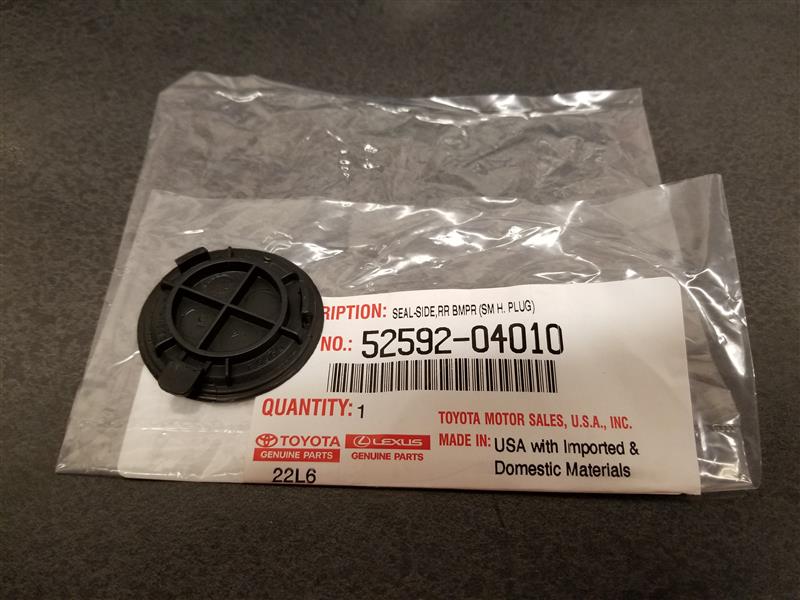 RIPTION: SEAL-SIDE,RR BMPR (SM H. PLUG)
NO.: 52592-04010
QUANTITY: 1
TOYOTA MOTOR SALES, U.S.A., INC.
MADE IN: USA with Imported &
Domestic Materials
TOYOTA
GENUINE PARTS
LEXUS
GENUINE PARTS
22L6